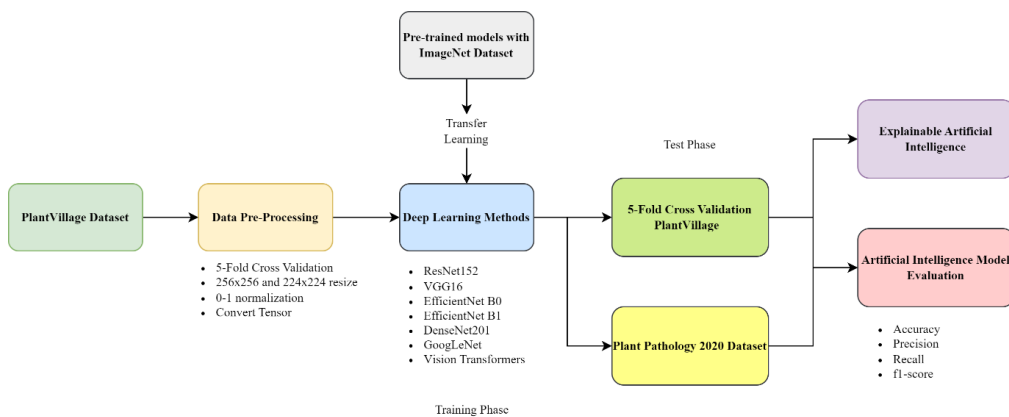 Pre-trained models with
ImageNet Dataset
Transfer
Learning
Test Phase
Explainable Artificial
Intelligence
PlantVillage Dataset
Data Pre-Processing
Deep Learning Methods
5-Fold Cross Validation
PlantVillage
• 5-Fold Cross Validation
• 256x256 and 224x224 resize
• 0-1 normalization
• Convert Tensor
• ResNet152
• VGG16
• EfficientNet B0
• EfficientNet B1
• DenseNet201
• GoogLeNet
• Vision Transformers
Artificial Intelligence Model
Evaluation
Plant Pathology 2020 Dataset
• Accuracy
• Precision
• Recall
• f1-score
Training Phase